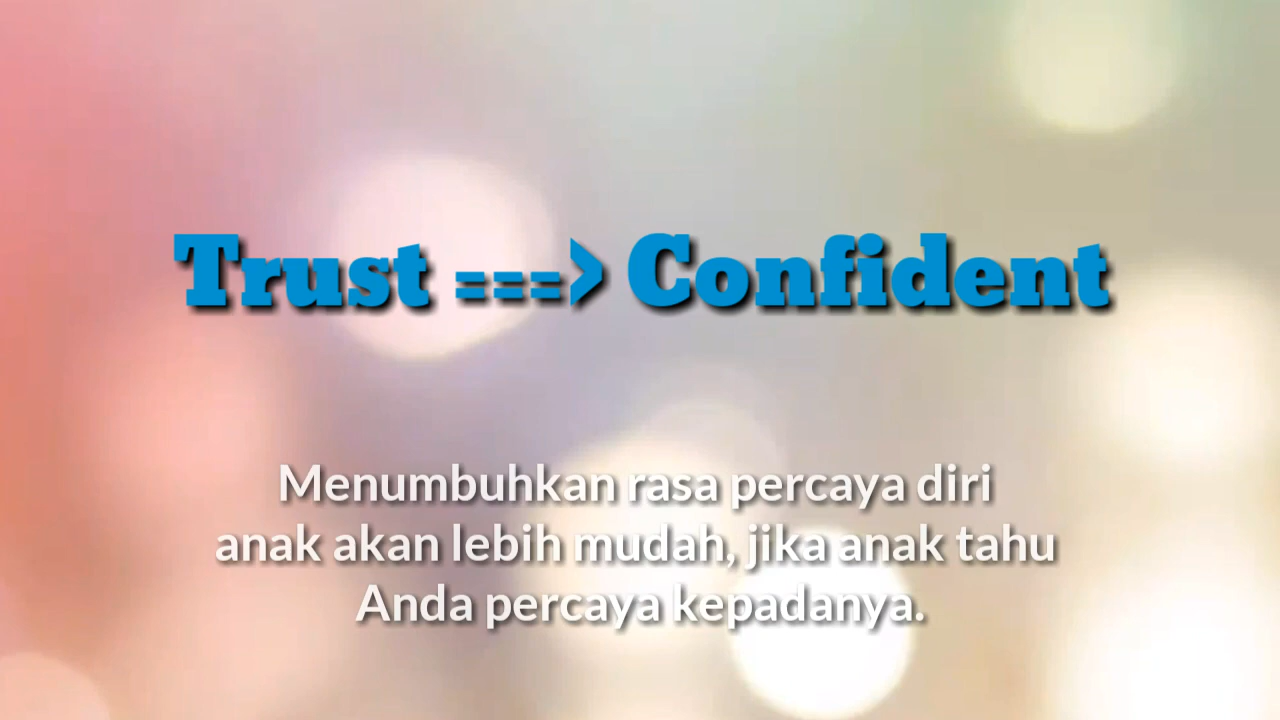 Trust ===> Confident
Menumbuhkan rasa percaya diri
anak akan lebih mudah, jika anak tahu
Anda percaya kepadanya.